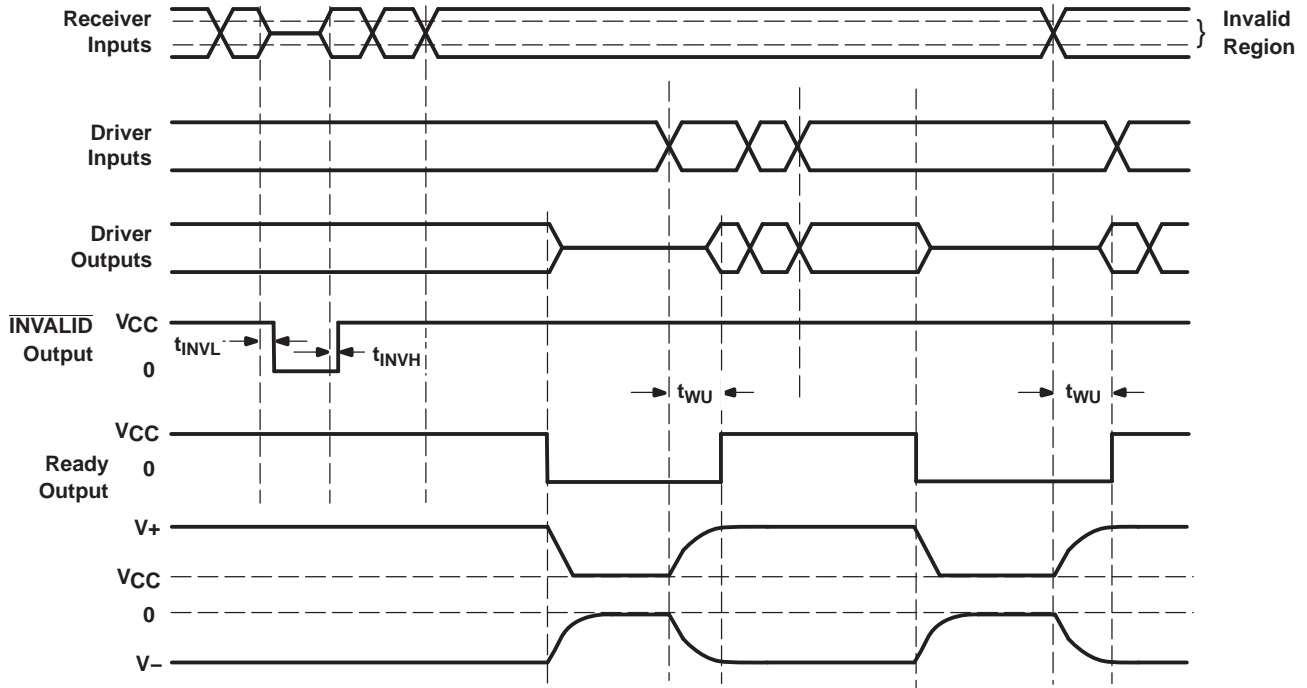 Receiver
Inputs
} Invalid
Region
Driver
Inputs
Driver
Outputs
INVALID
Output
VCC
0
tINVL
tINVH
tWU
tWU
Ready
Output
VCC
0
V+
VCC
0
V–